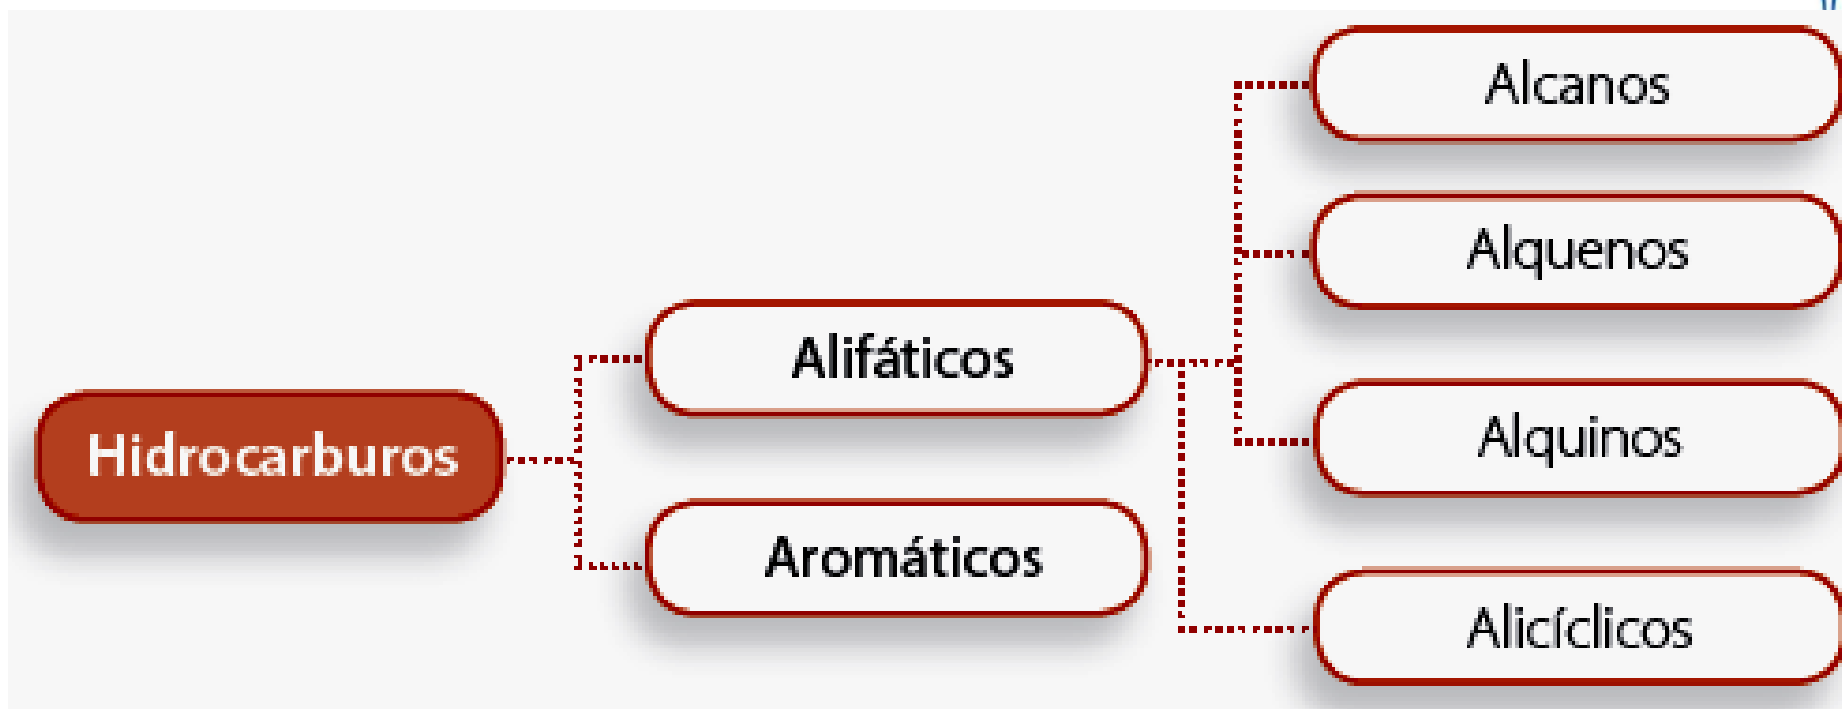 Hidrocarburos
Alifáticos
Aromáticos
Alcanos
Alquenos
Alquinos
Alicíclicos